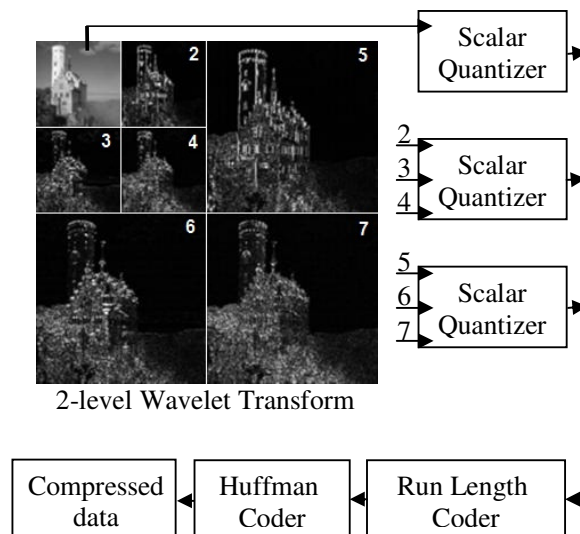 Scalar
Quantizer
2
5
3
4
2
3
4
Scalar
Quantizer
6
7
5
6
7
Scalar
Quantizer
2-level Wavelet Transform
Compressed
data
Huffman
Coder
Run Length
Coder